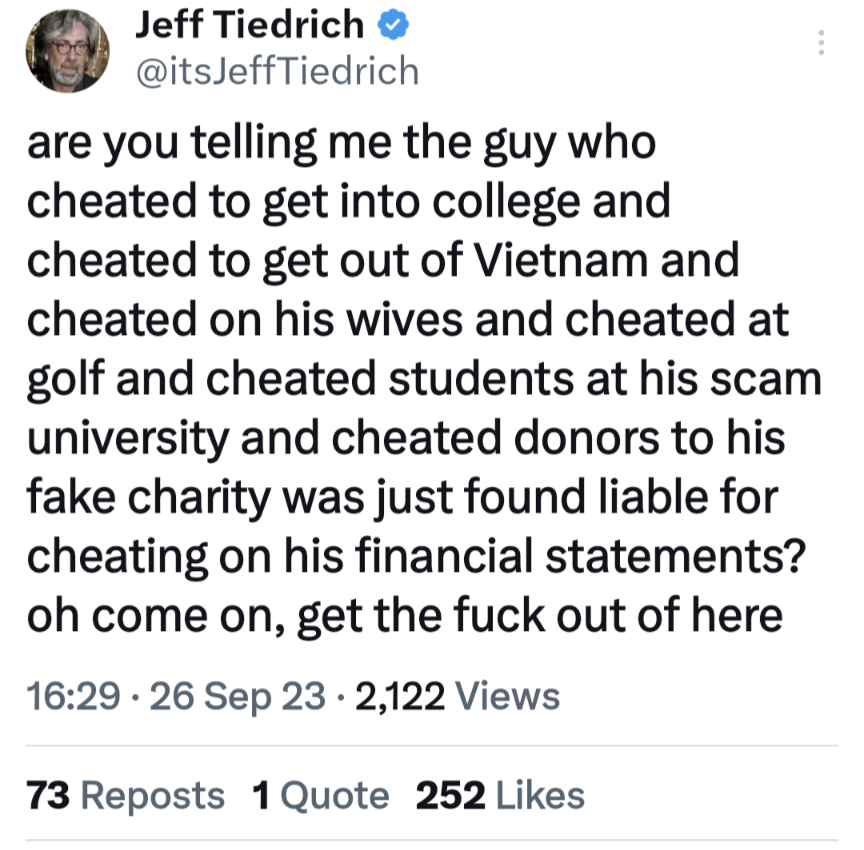 Jeff Tiedrich
@itsJeffTiedrich
are you telling me the guy who
cheated to get into college and
cheated to get out of Vietnam and
cheated on his wives and cheated at
golf and cheated students at his scam
university and cheated donors to his
fake charity was just found liable for
cheating on his financial statements?
oh come on, get the fuck out of here
16:29 · 26 Sep 23 · 2,122 Views
73 Reposts 1 Quote 252 Likes